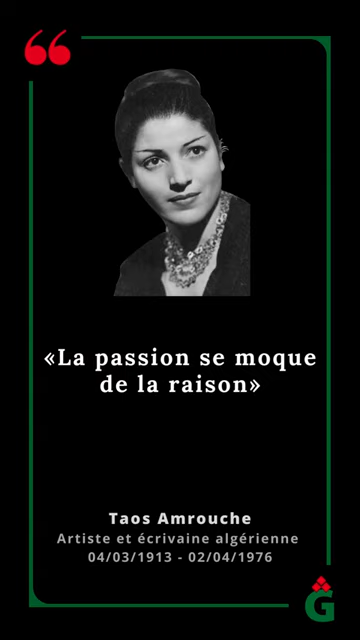 «La passion se moque
de la raison»
Taos Amrouche
Artiste et écrivaine algérienne
04/03/1913 - 02/04/1976
G